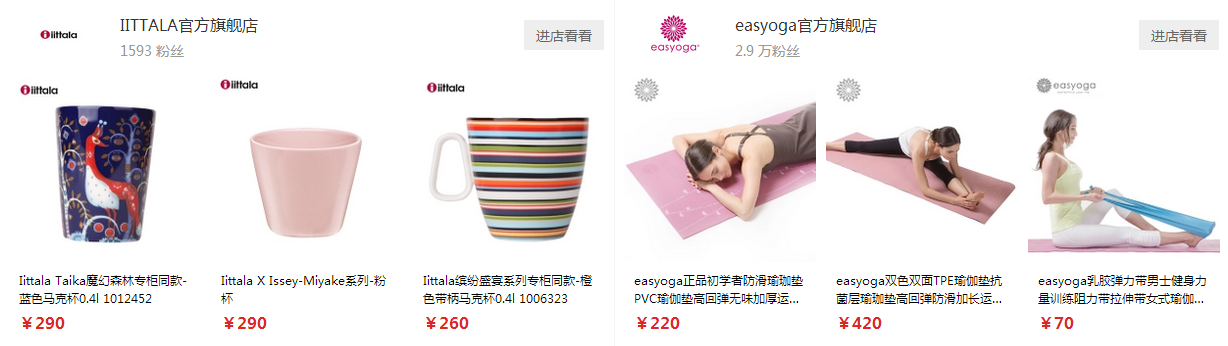 iittala
IITTALA官方旗舰店
1593 粉丝
进店看看
iittala
iittala
iittala
Iittala Taika魔幻森林专柜同款-
蓝色马克杯0.4l 1012452
￥290
Iittala X Issey-Miyake系列-粉
杯
￥290
Iittala缤纷盛宴系列专柜同款-橙
色带柄马克杯0.4l 1006323
￥260
easyoga
easyoga官方旗舰店
2.9 万粉丝
进店看看
easyoga
easyoga正品初学者防滑瑜珈垫
PVC瑜伽垫高回弹无味加厚运...
￥220
easyoga双色双面TPE瑜伽垫抗
菌层瑜珈垫高回弹防滑加长运...
￥420
easyoga乳胶弹力带男士健身力
量训练阻力带拉伸带女式瑜伽...
￥70